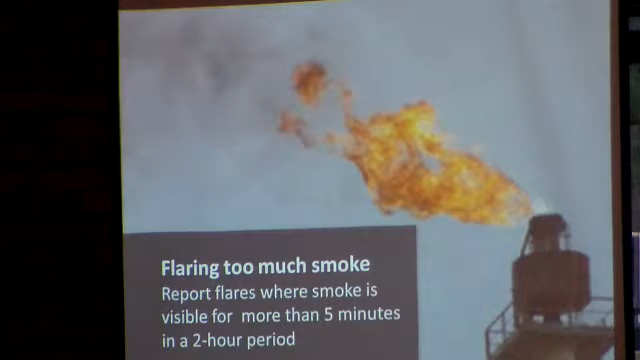 Flaring too much smoke
Report flares where smoke is
visible for more than 5 minutes
in a 2-hour period